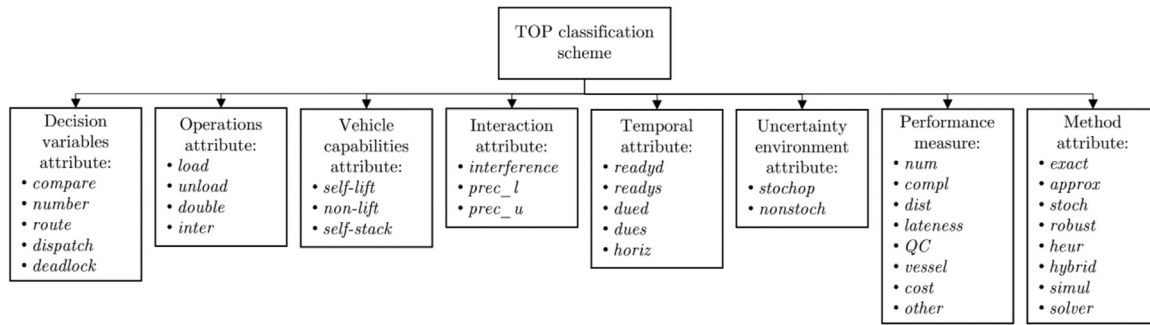 TOP classification
scheme
Decision
variables
attribute:
• compare
• number
• route
• dispatch
• deadlock
Operations
attribute:
• load
• unload
• double
• inter
Vehicle
capabilities
attribute:
• self-lift
• non-lift
• self-stack
Interaction
attribute:
• interference
• prec_l
• prec_u
Temporal
attribute:
• readyd
• readys
• dued
• dues
• horiz
Uncertainty
environment
attribute:
• stochop
• nonstoch
Performance
measure:
• num
• compl
• dist
• lateness
• QC
• vessel
• cost
• other
Method
attribute:
• exact
• approx
• stoch
• robust
• heur
• hybrid
• simul
• solver